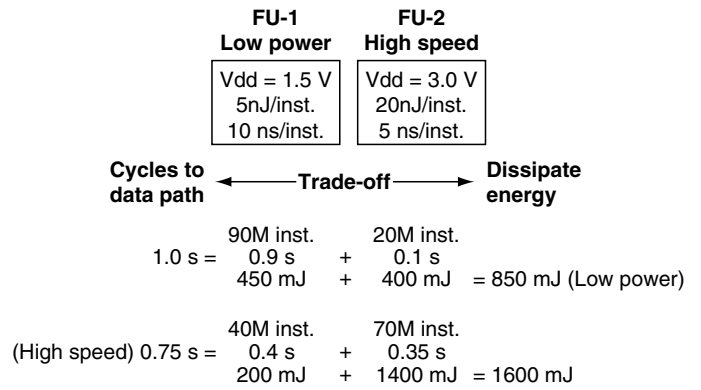 FU-1 FU-2
Low power High speed
Vdd = 1.5 V Vdd = 3.0 V
5nJ/inst. 20nJ/inst.
10 ns/inst. 5 ns/inst.
Cycles to Dissipate
data path Trade-off energy
90M inst. 20M inst.
1.0 s = 0.9 s + 0.1 s
450 mJ + 400 mJ = 850 mJ (Low power)
40M inst. 70M inst.
(High speed) 0.75 s = 0.4 s + 0.35 s
200 mJ + 1400 mJ = 1600 mJ